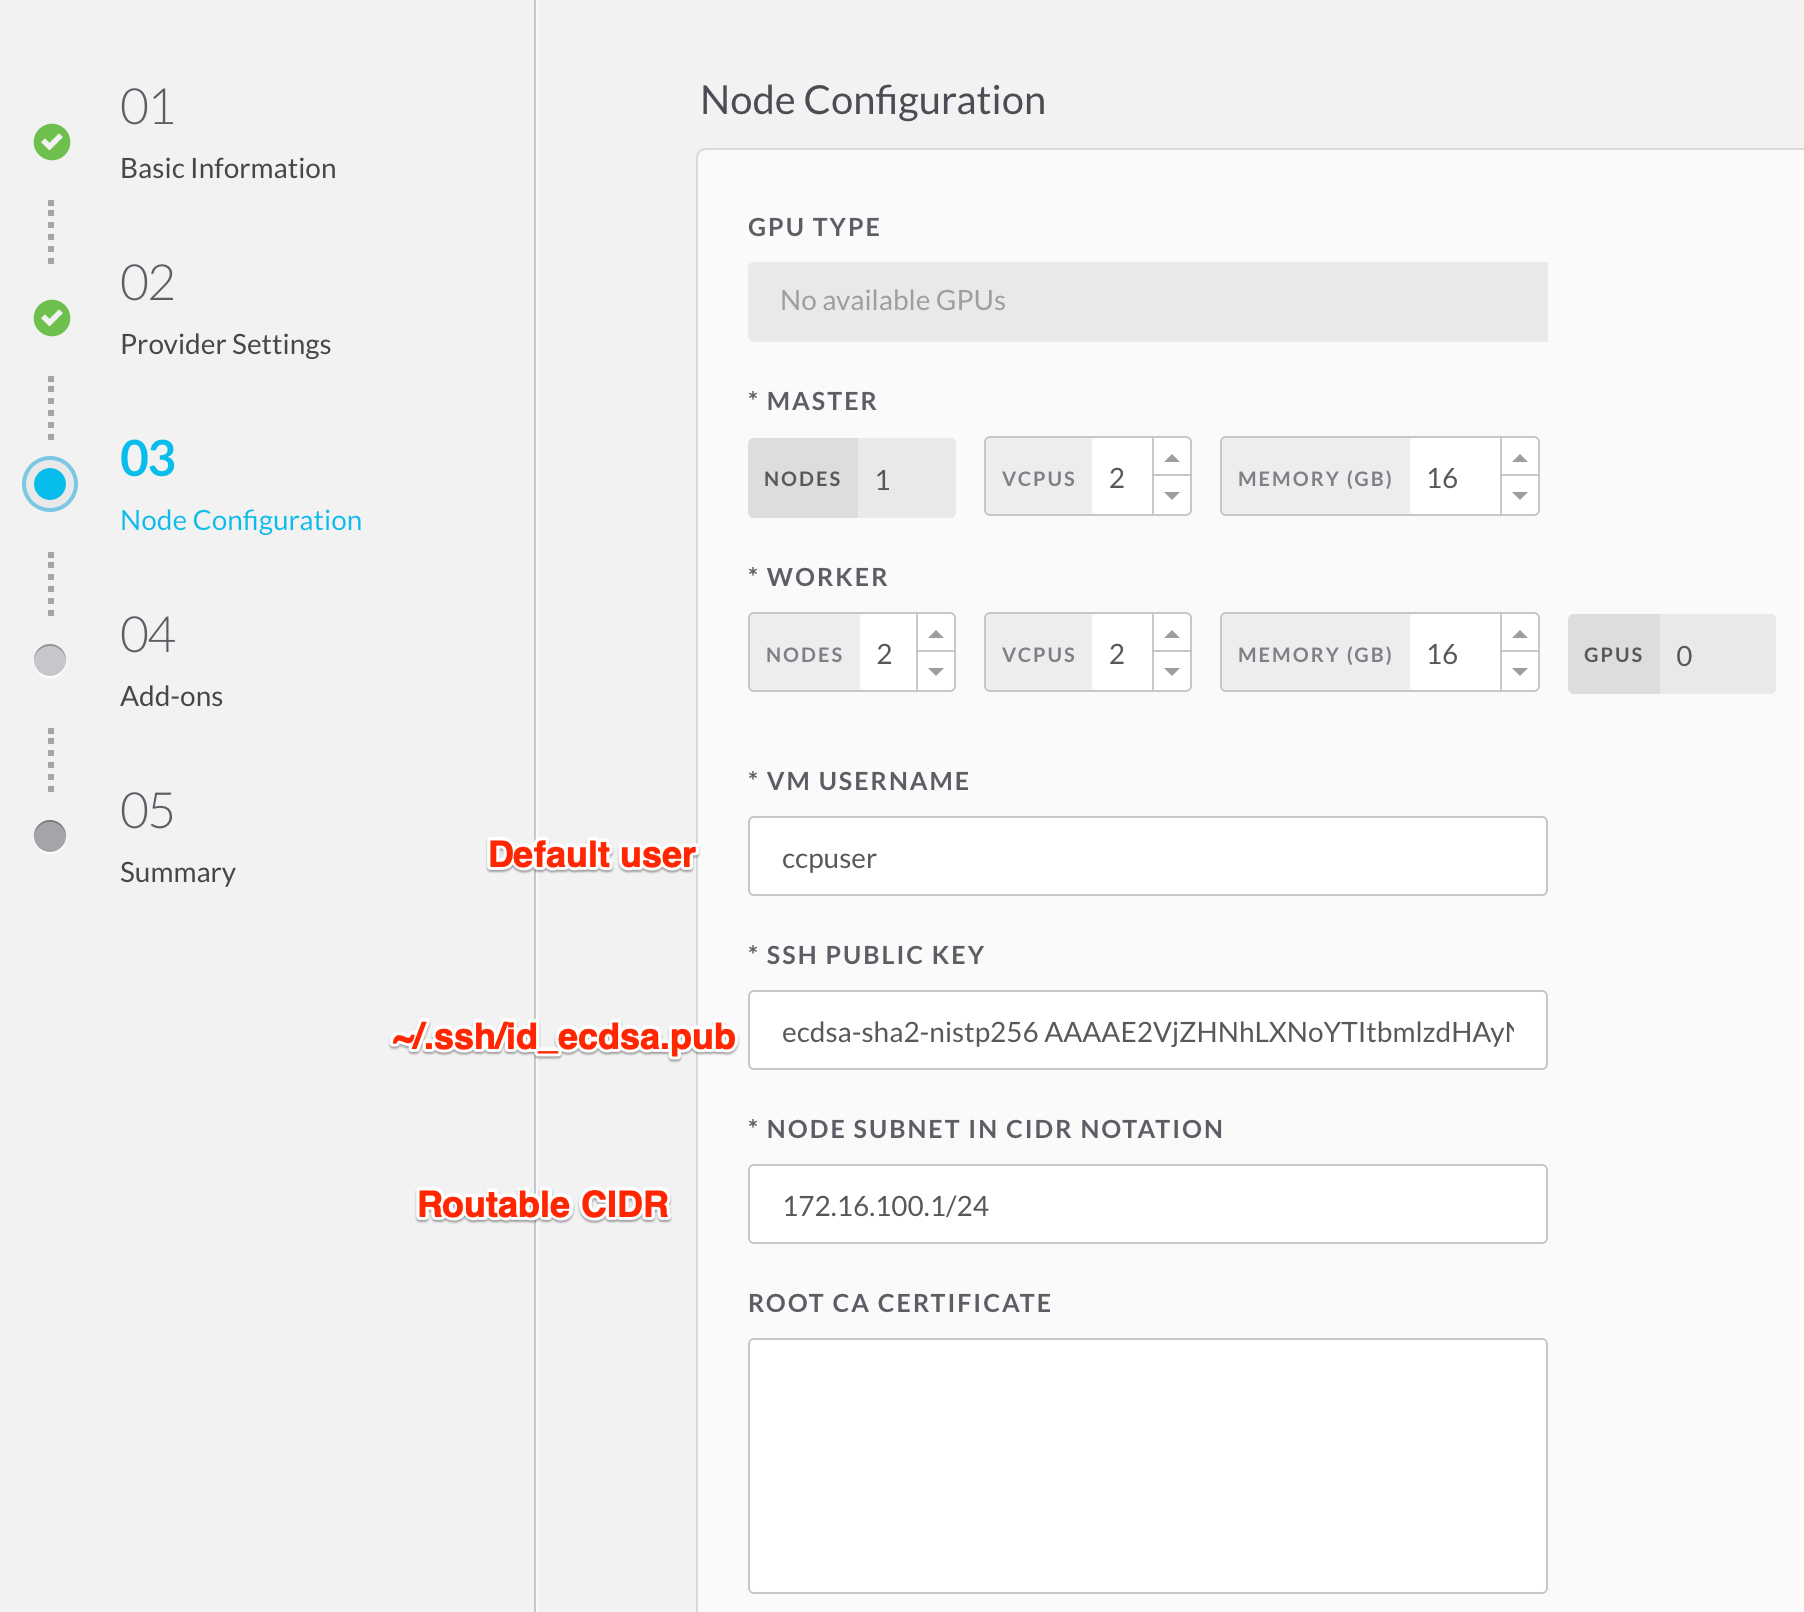 01
Basic Information
02
Provider Settings
03
Node Configuration
04
Add-ons
05
Summary
Node Configuration
GPU TYPE
No available GPUs
* MASTER
NODES 1 VCPUS 2 MEMORY (GB) 16
* WORKER
NODES 2 VCPUS 2 MEMORY (GB) 16 GPUS 0
* VM USERNAME
Default user ccpuser
* SSH PUBLIC KEY
~/.ssh/id_ecdsa.pub ecdsa-sha2-nistp256 AAAAE2VjZHNhLXNoYTItbmlzdHAyN
* NODE SUBNET IN CIDR NOTATION
Routable CIDR 172.16.100.1/24
ROOT CA CERTIFICATE